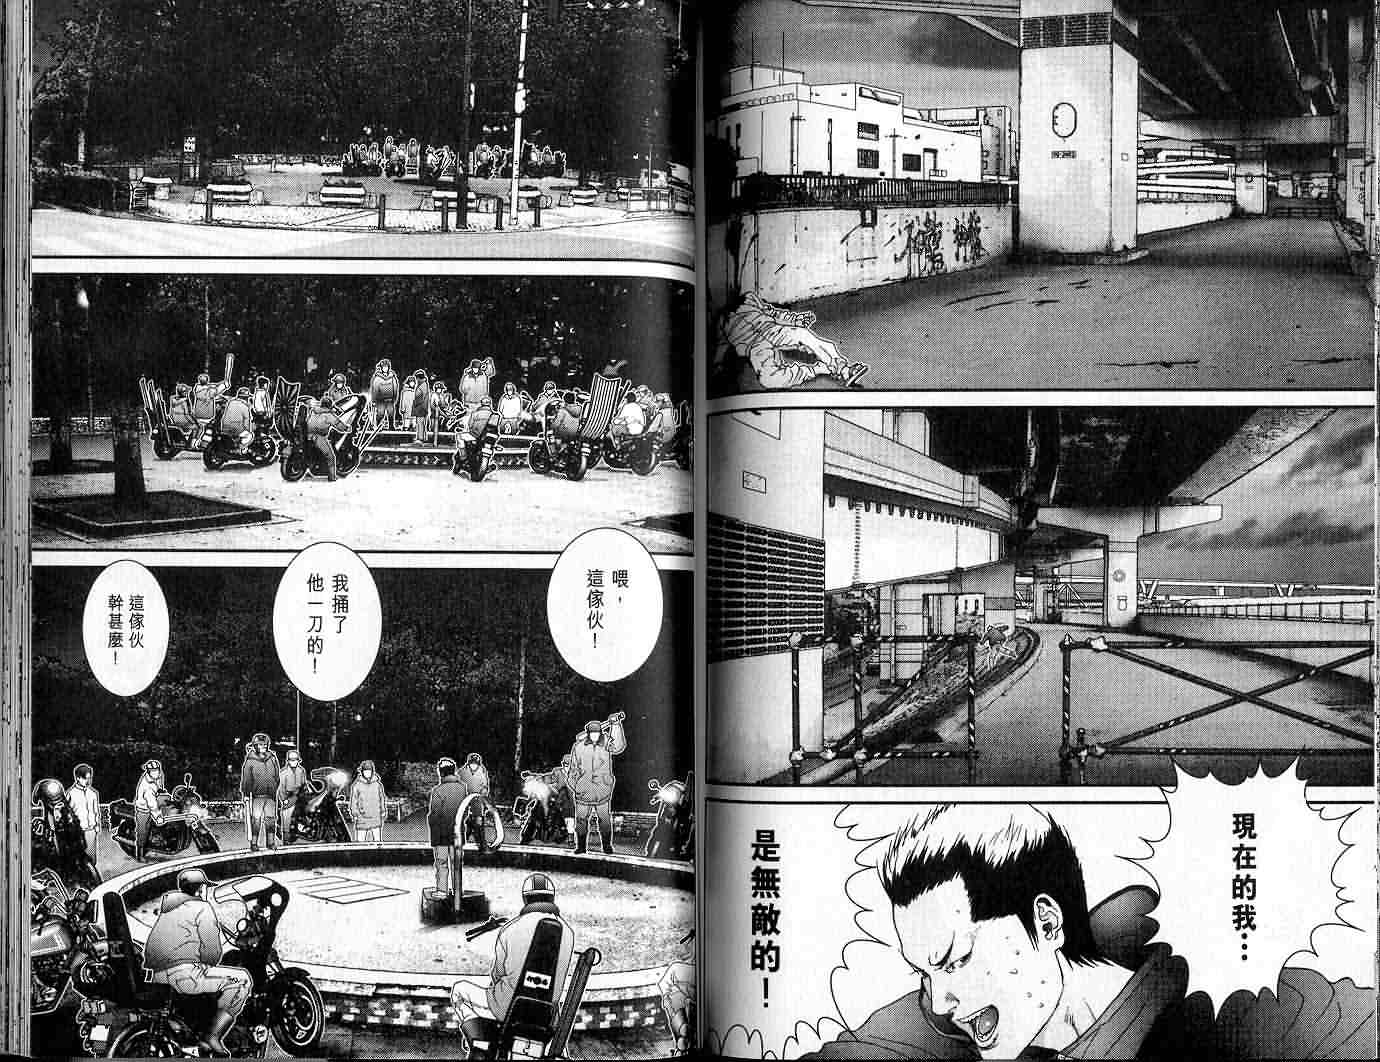 現在的我…
是無敵的！
喂，
這傢伙！
我捅了
他一刀的！
這傢伙
幹甚麼！